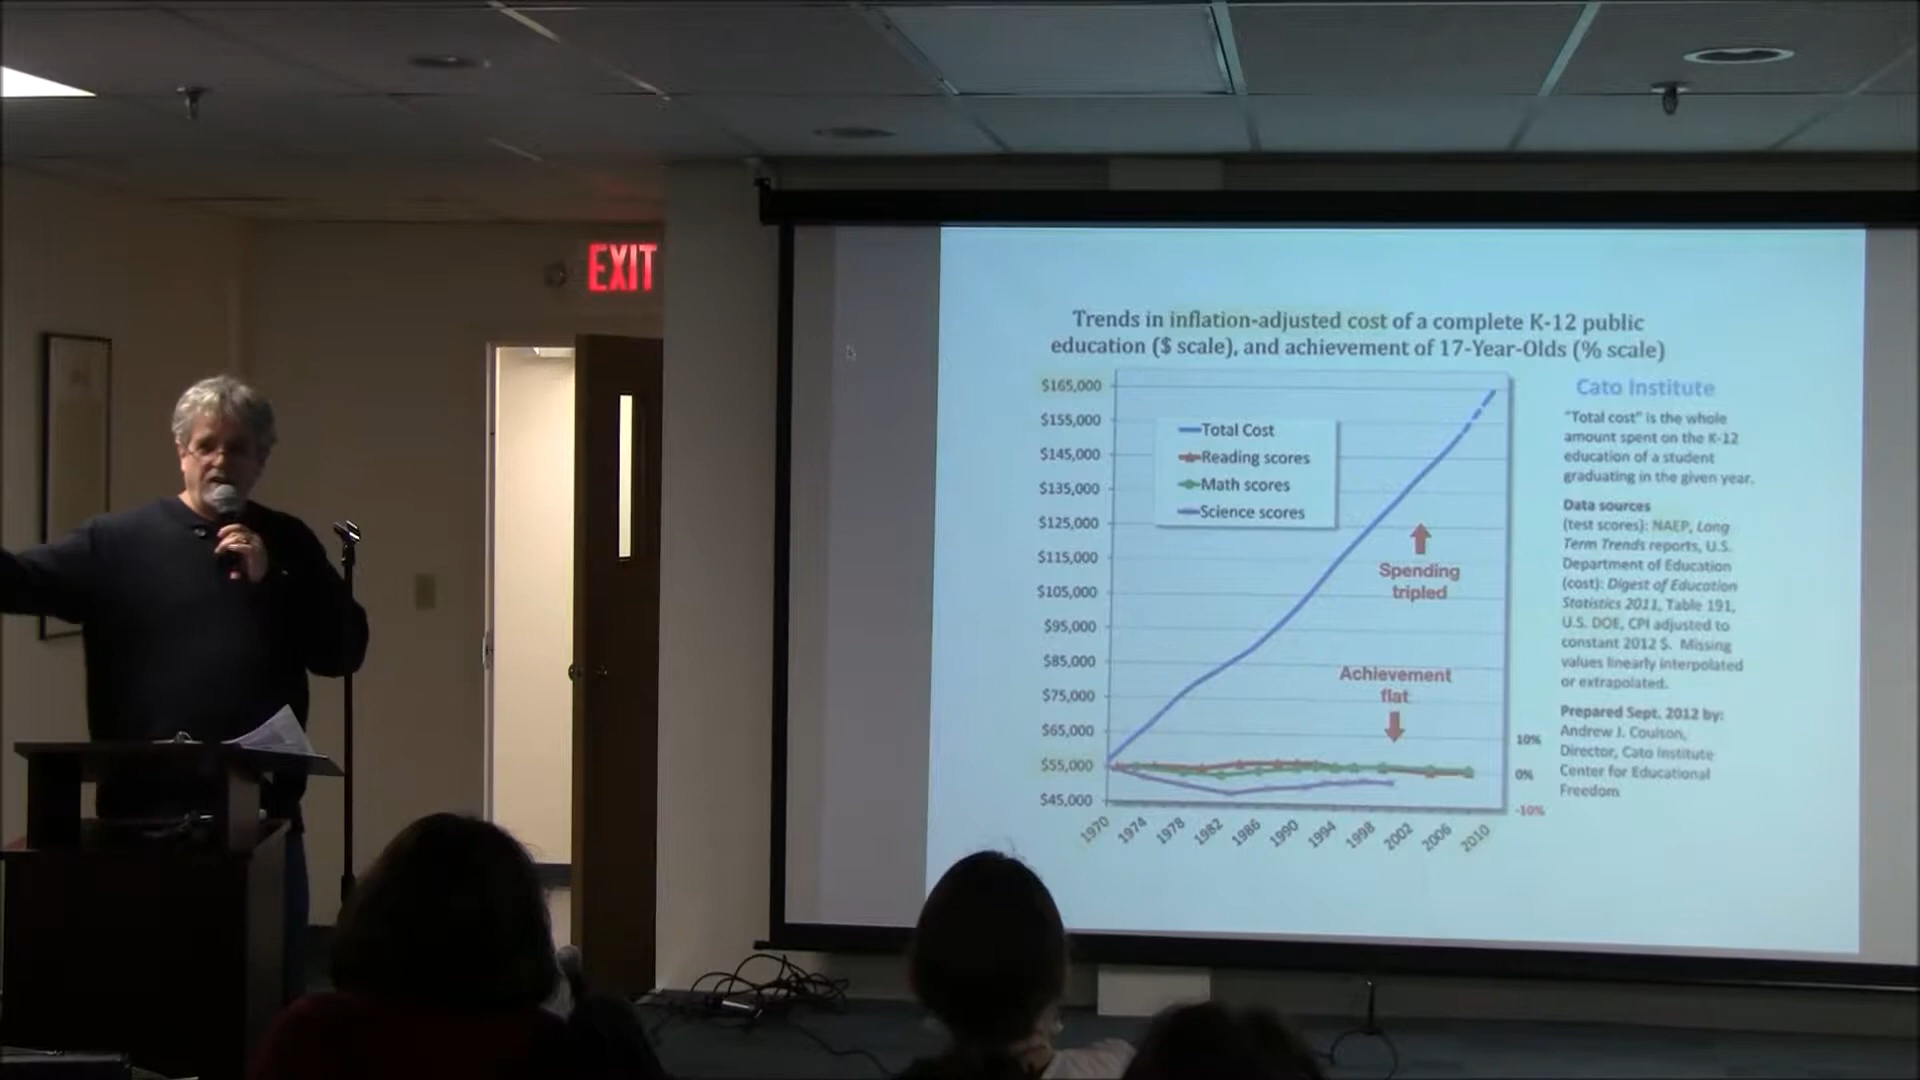 EXIT
Trends in inflation-adjusted cost of a complete K-12 public
education ($ scale), and achievement of 17-Year-Olds (% scale)
$165,000
$155,000
$145,000
$135,000
$125,000
$115,000
$105,000
$95,000
$85,000
$75,000
$65,000
$55,000
$45,000
Total Cost
Reading scores
Math scores
Science scores
Spending
tripled
Achievement
flat
10%
0%
-10%
1970 1974 1978 1982 1986 1990 1994 1998 2002 2006 2010
Cato Institute
"Total cost" is the whole
amount spent on the K-12
education of a student
graduating in the given year.
Data sources
(test scores): NAEP, Long
Term Trends reports, U.S.
Department of Education
(cost): Digest of Education
Statistics 2011, Table 191,
U.S. DOE, CPI adjusted to
constant 2012 $. Missing
values linearly interpolated
or extrapolated.
Prepared Sept. 2012 by:
Andrew J. Coulson,
Director, Cato Institute
Center for Educational
Freedom